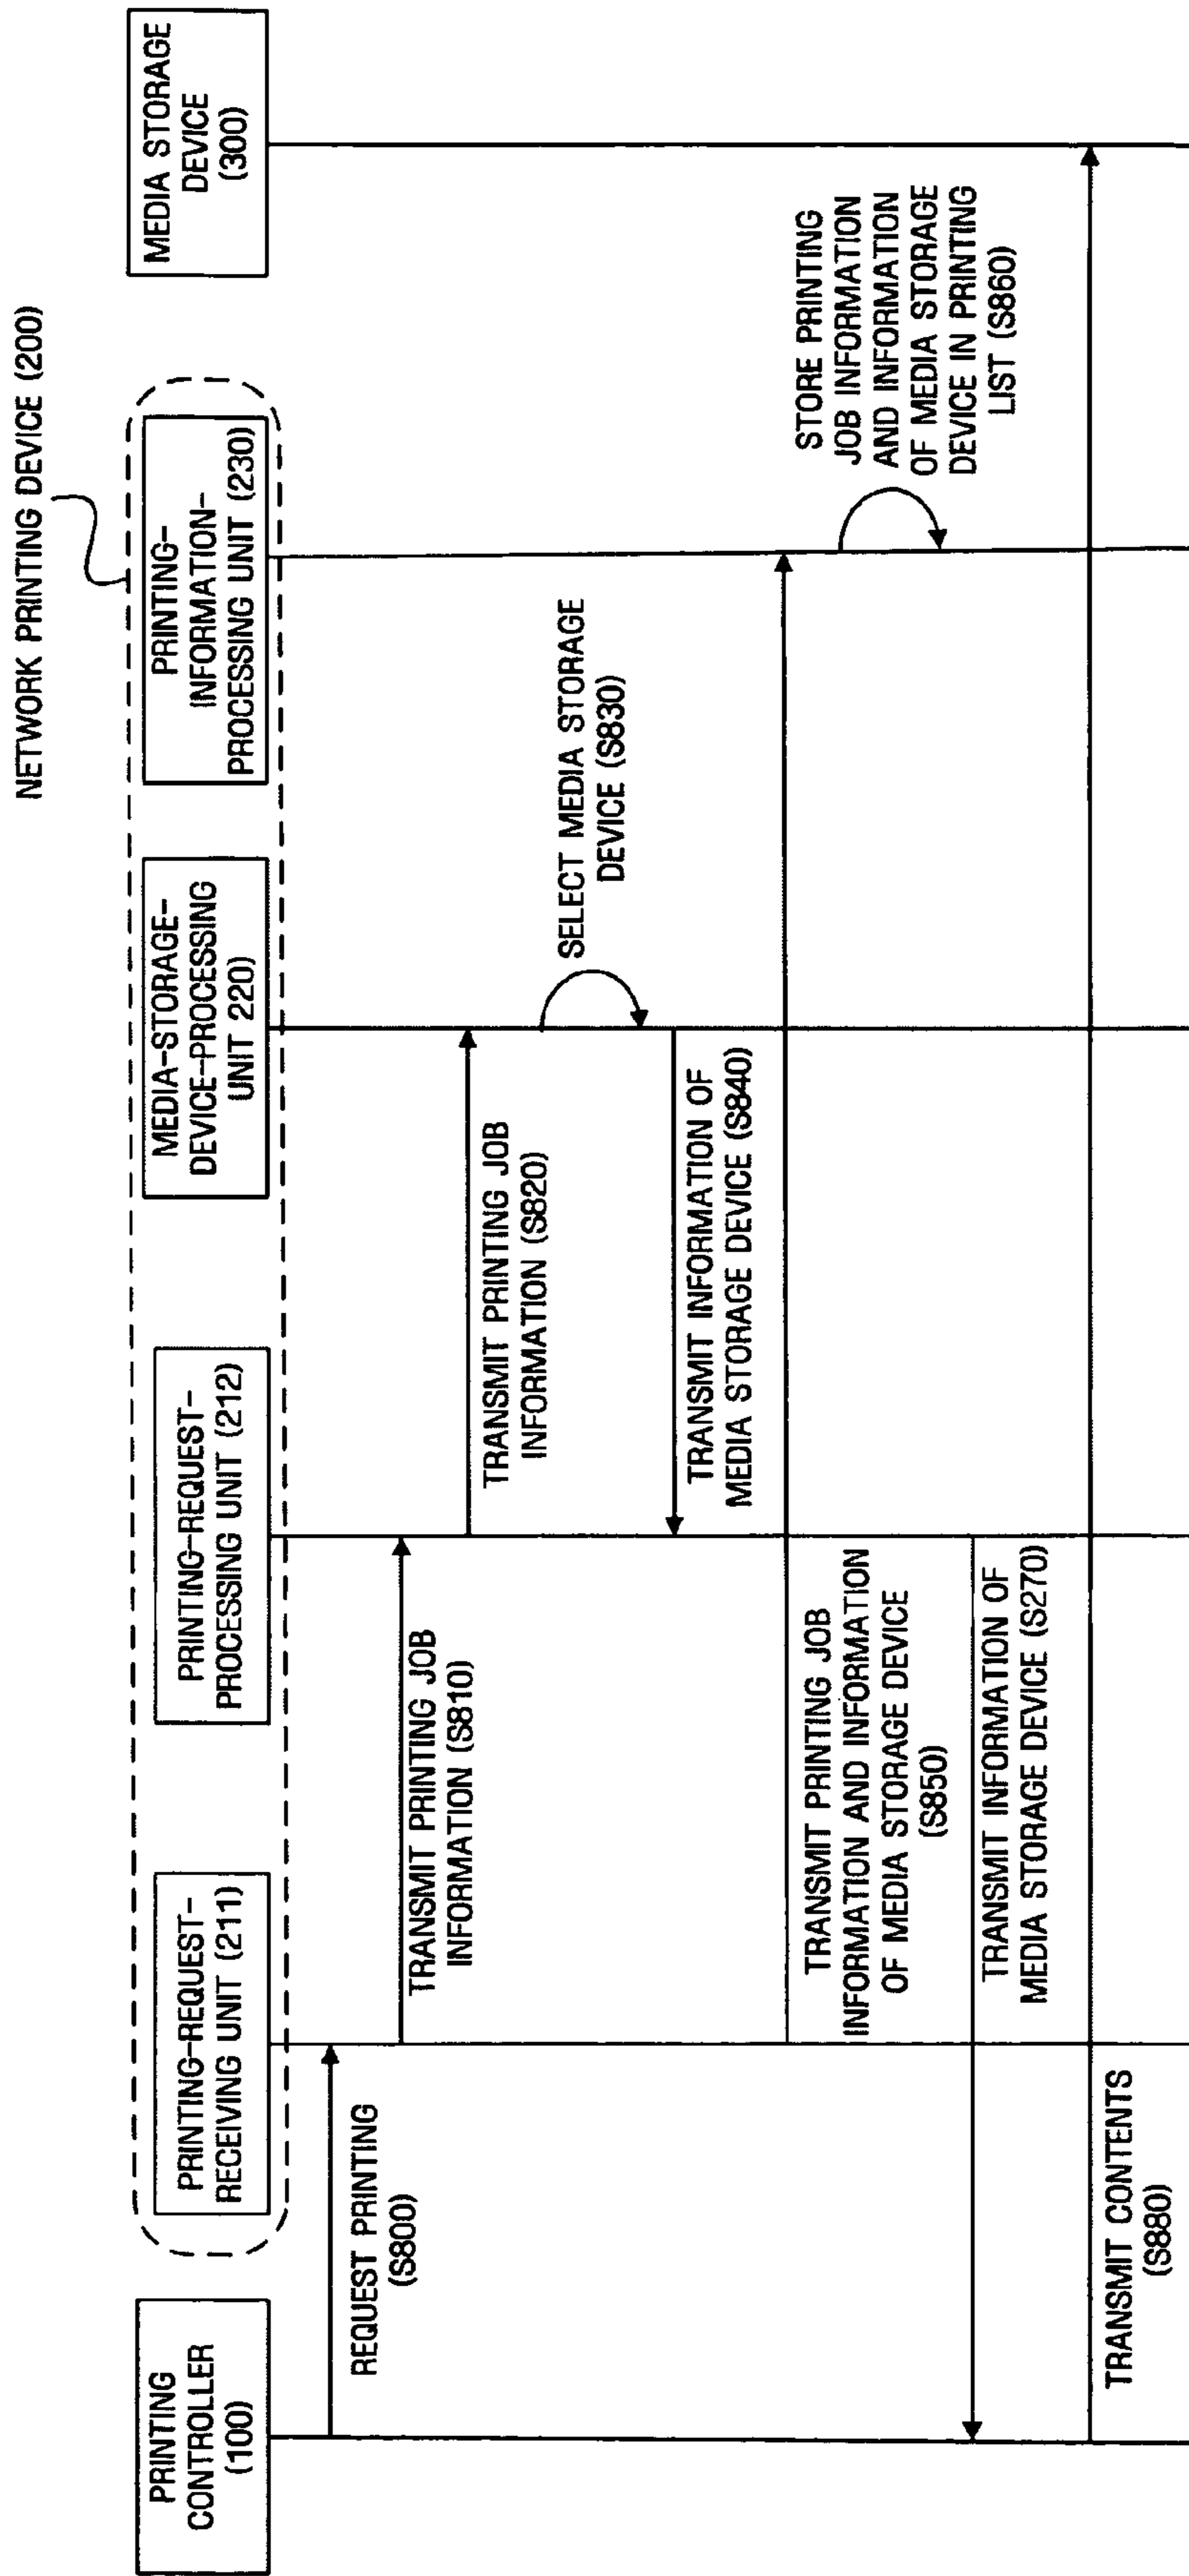 NETWORK PRINTING DEVICE (200)
PRINTING
CONTROLLER
(100)
PRINTING-REQUEST-
RECEIVING UNIT (211)
PRINTING-REQUEST-
PROCESSING UNIT (212)
MEDIA-STORAGE-
DEVICE-PROCESSING
UNIT 220)
PRINTING-
INFORMATION-
PROCESSING UNIT (230)
MEDIA STORAGE
DEVICE
(300)
REQUEST PRINTING
(S800)
TRANSMIT PRINTING JOB
INFORMATION (S810)
TRANSMIT PRINTING JOB
INFORMATION (S820)
SELECT MEDIA STORAGE
DEVICE (S830)
TRANSMIT INFORMATION OF
MEDIA STORAGE DEVICE (S840)
TRANSMIT PRINTING JOB
INFORMATION AND INFORMATION
OF MEDIA STORAGE DEVICE
(S850)
STORE PRINTING
JOB INFORMATION
AND INFORMATION
OF MEDIA STORAGE
DEVICE IN PRINTING
LIST (S860)
TRANSMIT INFORMATION OF
MEDIA STORAGE DEVICE (S270)
TRANSMIT CONTENTS
(S880)